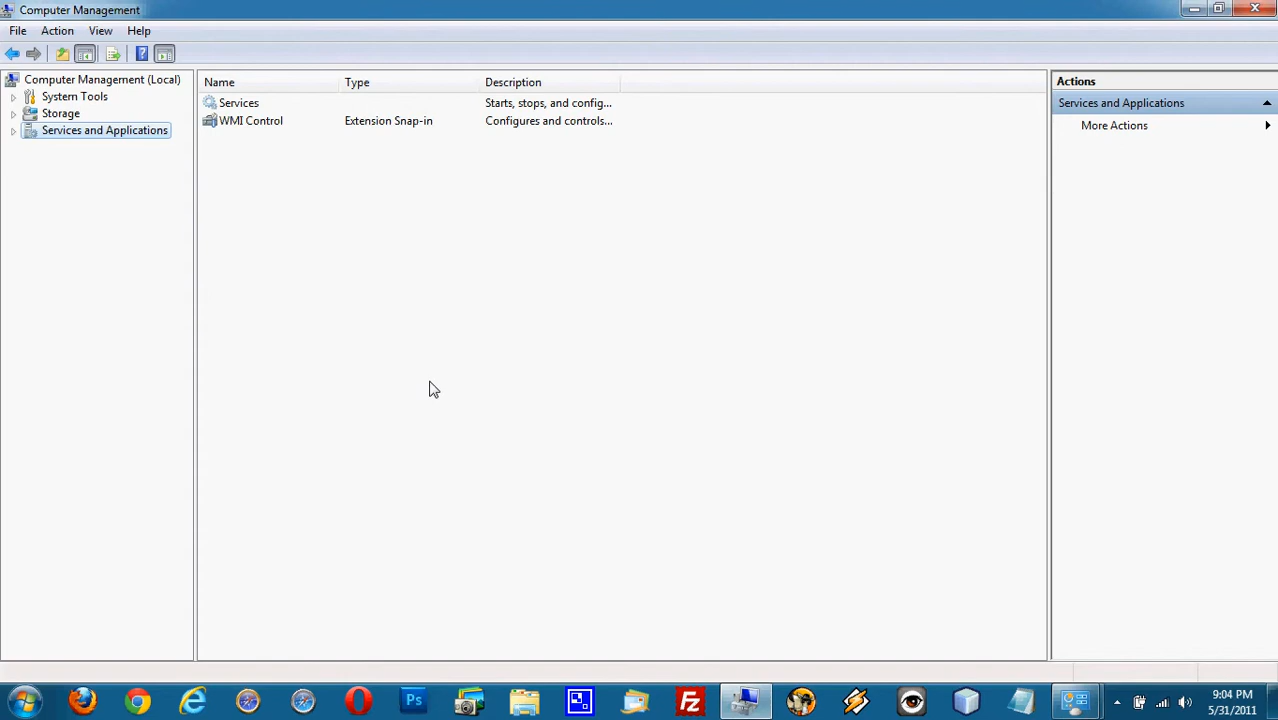 Computer Management
File Action View Help
Computer Management (Local)
System Tools
Storage
Services and Applications
Name Type Description
Services Starts, stops, and config...
WMI Control Extension Snap-in Configures and controls...
Actions
Services and Applications
More Actions
Ps
Fz
9:04 PM
5/31/2011